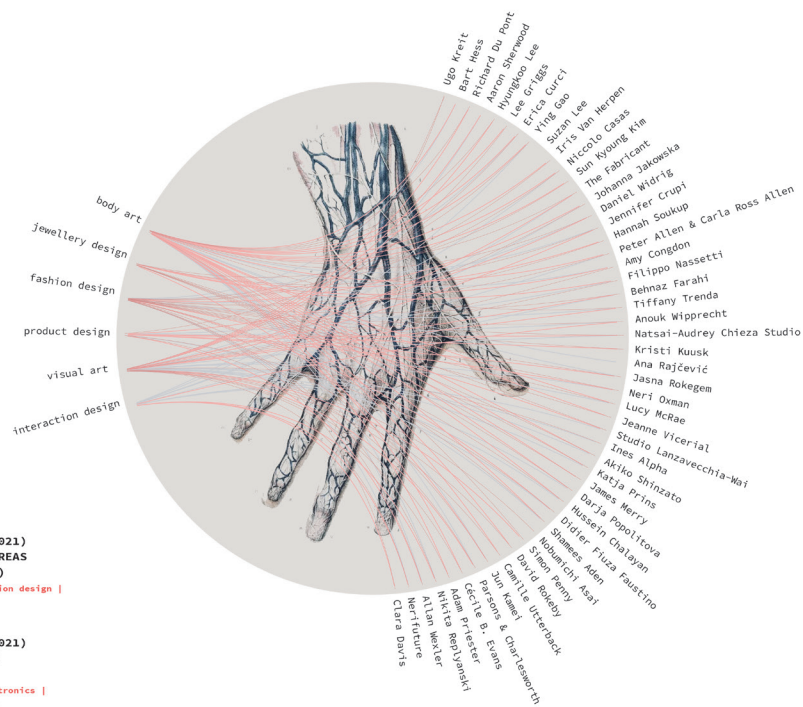 body art
jewellery design
fashion design
product design
visual art
interaction design
Ugo Kreit
Bart Hess
Richard Du Pont
Aaron Sherwood
Hyungkoo Lee
Lee Griggs
Erica Curci
Ying Gao
Suzan Lee
Iris Van Herpen
Niccolo Casas
Sun Kyoung Kim
The Fabricant
Johanna Jakowska
Daniel Widrig
Jennifer Crupi
Hannah Soukup
Peter Allen & Carla Ross Allen
Amy Congdon
Filippo Nassetti
Behnaz Farahi
Tiffany Trenda
Anouk Wipprecht
Natsai-Audrey Chieza Studio
Kristi Kuusk
Ana Rajčević
Jasna Rokegem
Neri Oxman
Lucy McRae
Jeanne Vicerial
Studio Lanzavecchia-Wai
Ines Alpha
Akiko Shinzato
Katja Prins
James Merry
Darja Popolitova
Hussein Chalayan
Didier Fiuza Faustino
Shamees Aden
Nobumichi Asai
Simon Penny
David Rokeby
Camille Utterback
Jun Kamei
Parsons & Charlesworth
Cécile B. Evans
Adam Priester
Nikita Replyanski
Allan Wexler
Nerifuture
Clara Davis
021)
REAS
)
ion design |
021)
tronics |